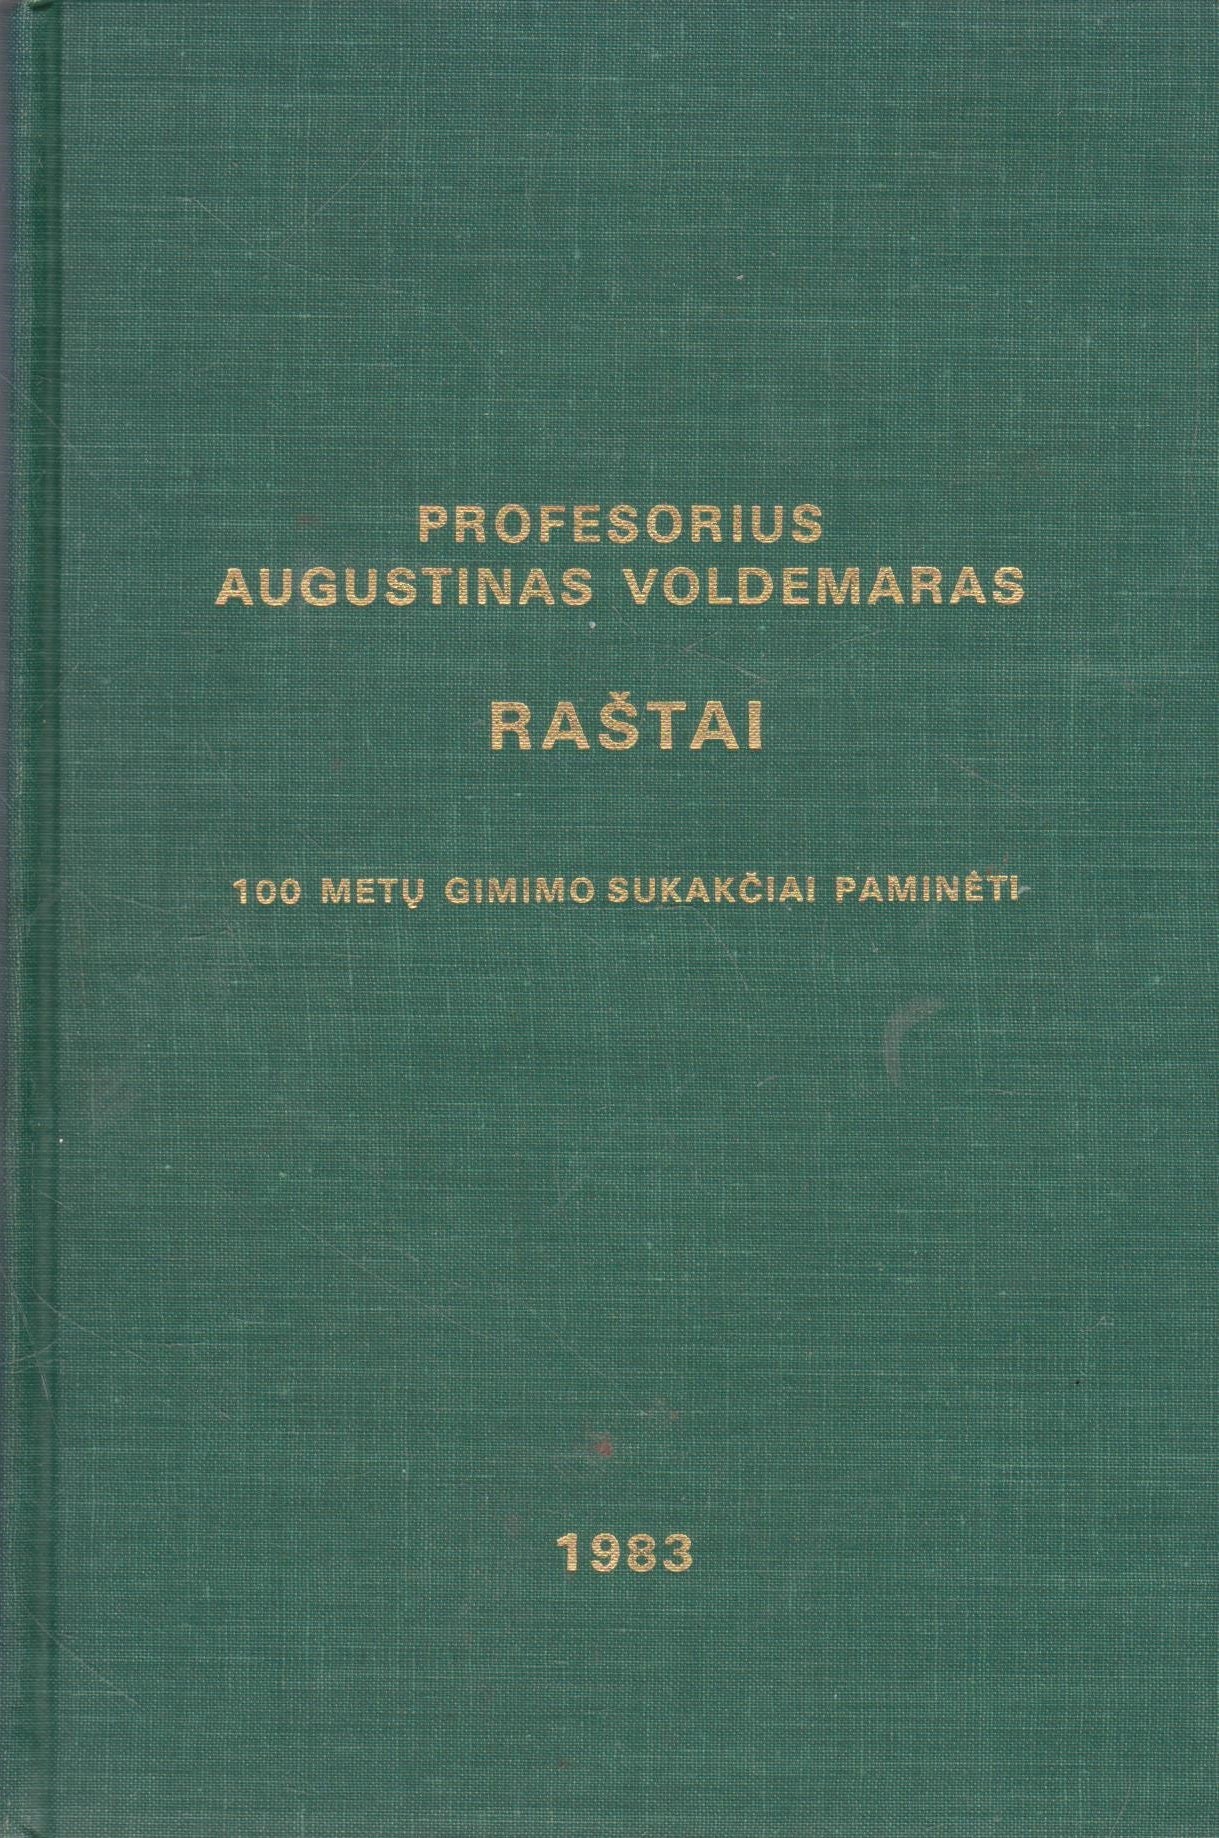 PROFESORIUS
AUGUSTINAS VOLDEMARAS
RAŠTAI
100 METŲ GIMIMO SUKAKČIAI PAMINĖTI
1983